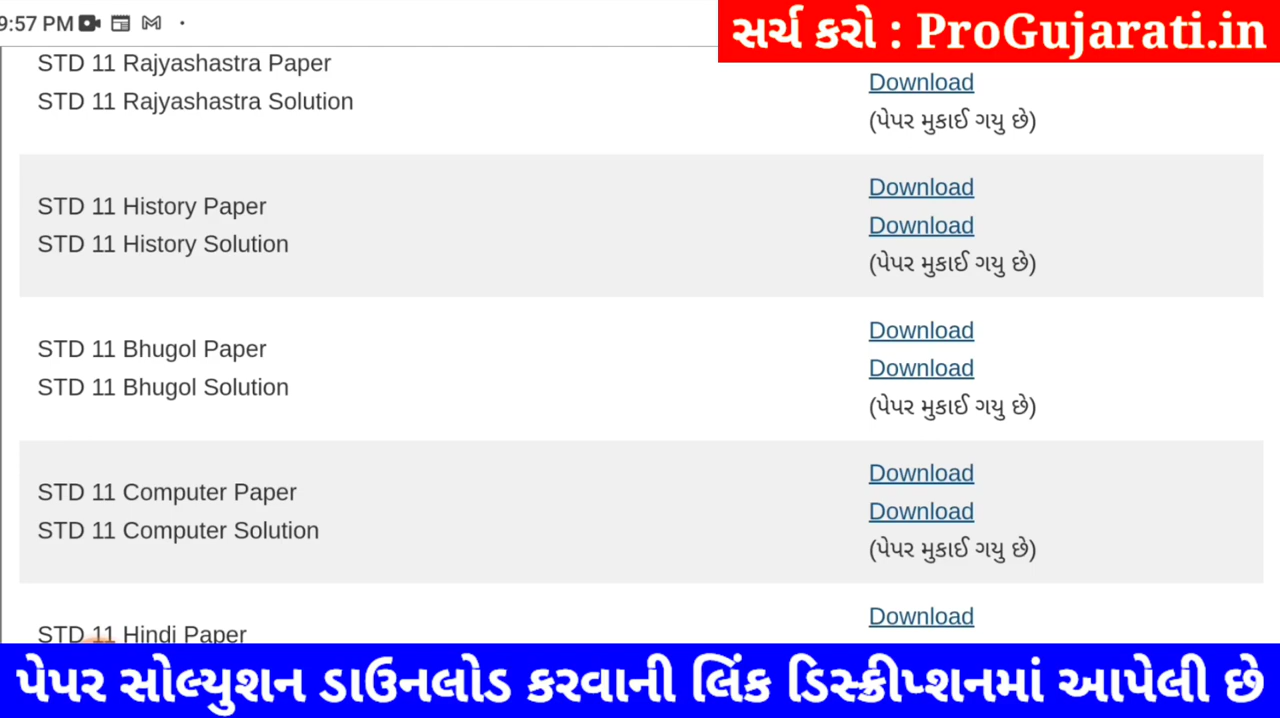 9:57 PM
સર્ચ કરો : ProGujarati.in
STD 11 Rajyashastra Paper
STD 11 Rajyashastra Solution
Download
(પેપર મુકાઈ ગયુ છે)
STD 11 History Paper
STD 11 History Solution
Download
Download
(પેપર મુકાઈ ગયુ છે)
STD 11 Bhugol Paper
STD 11 Bhugol Solution
Download
Download
(પેપર મુકાઈ ગયુ છે)
STD 11 Computer Paper
STD 11 Computer Solution
Download
Download
(પેપર મુકાઈ ગયુ છે)
STD 11 Hindi Paper
Download
પેપર સોલ્યુશન ડાઉનલોડ કરવાની લિંક ડિસ્ક્રીપ્શનમાં આપેલી છે